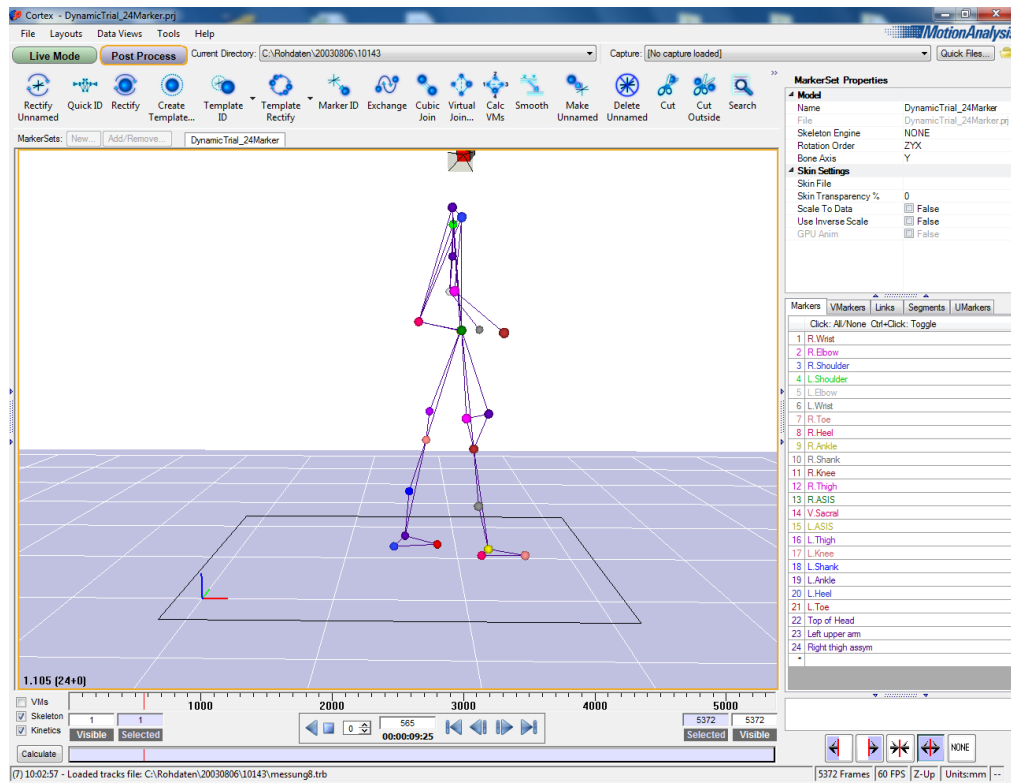 Cortex - DynamicTrial_24Marker.prj
File Layouts Data Views Tools Help
MotionAnalysis
Live Mode Post Process Current Directory: C:\Rohdaten\20030806\10143 Capture: [No capture loaded] Quick Files...
Rectify Unnamed
Quick ID
Rectify
Create Template...
Template ID
Template Rectify
Marker ID
Exchange
Cubic Join
Virtual Join...
Calc VMs
Smooth
Make Unnamed
Delete Unnamed
Cut
Cut Outside
Search
»
MarkerSets: New... Add/Remove... DynamicTrial_24Marker
MarkerSet Properties
Model
Name DynamicTrial_24Marker
File DynamicTrial_24Marker.prj
Skeleton Engine NONE
Rotation Order ZYX
Bone Axis Y
Skin Settings
Skin File
Skin Transparency % 0
Scale To Data False
Use Inverse Scale False
GPU Anim False
Markers VMarkers Links Segments UMarkers
Click: All/None Ctrl+Click: Toggle
1 R.Wrist
2 R.Elbow
3 R.Shoulder
4 L.Shoulder
5 L.Elbow
6 L.Wrist
7 R.Toe
8 R.Heel
9 R.Ankle
10 R.Shank
11 R.Knee
12 R.Thigh
13 R.ASIS
14 V.Sacral
15 L.ASIS
16 L.Thigh
17 L.Knee
18 L.Shank
19 L.Ankle
20 L.Heel
21 L.Toe
22 Top of Head
23 Left upper arm
24 Right thigh assym
*
1.105 (24+0)
VMs
Skeleton
Kinetics
Calculate
1000 2000 3000 4000 5000
1 1
Visible Selected
0
565
00:00:09:25
5372 5372
Selected Visible
NONE
(7) 10:02:57 - Loaded tracks file: C:\Rohdaten\20030806\10143\messung8.trb
5372 Frames 60 FPS Z-Up Units:mm --